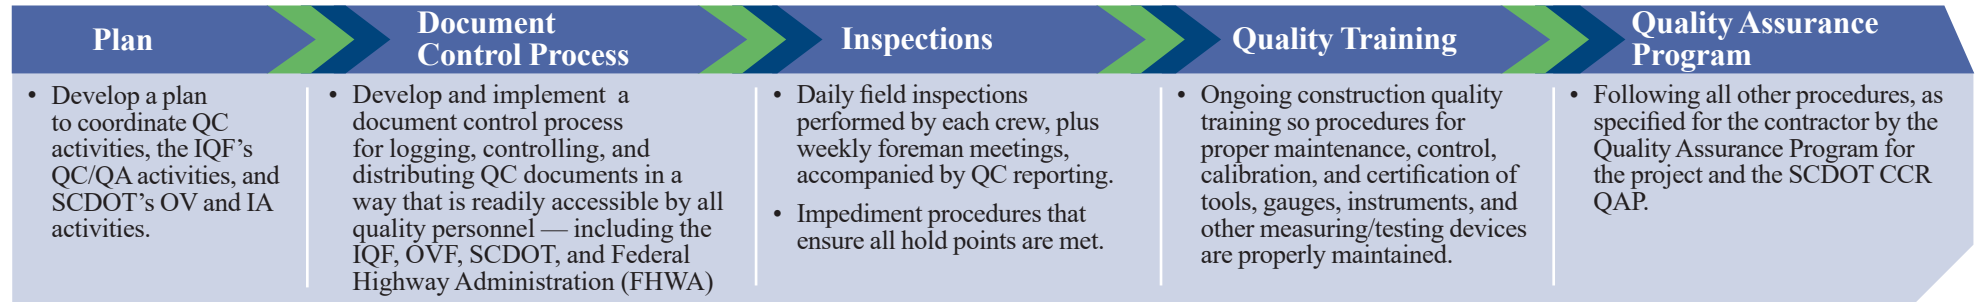 Plan
Document
Control Process
Inspections
Quality Training
Quality Assurance
Program
• Develop a plan
to coordinate QC
activities, the IQF’s
QC/QA activities, and
SCDOT’s OV and IA
activities.
• Develop and implement a
document control process
for logging, controlling, and
distributing QC documents in a
way that is readily accessible by all
quality personnel — including the
IQF, OVF, SCDOT, and Federal
Highway Administration (FHWA)
• Daily field inspections
performed by each crew, plus
weekly foreman meetings,
accompanied by QC reporting.
• Impediment procedures that
ensure all hold points are met.
• Ongoing construction quality
training so procedures for
proper maintenance, control,
calibration, and certification of
tools, gauges, instruments, and
other measuring/testing devices
are properly maintained.
• Following all other procedures, as
specified for the contractor by the
Quality Assurance Program for
the project and the SCDOT CCR
QAP.